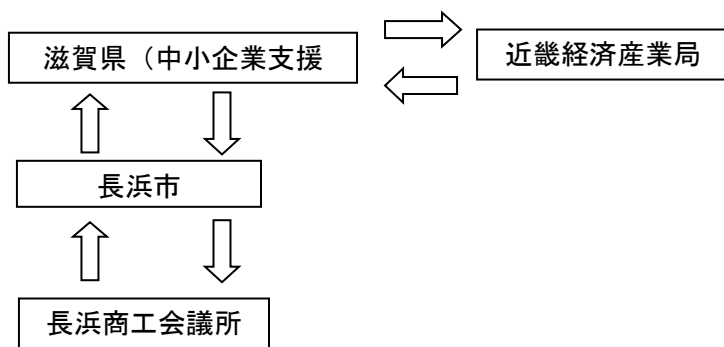 滋賀県（中小企業支援
近畿経済産業局
長浜市
長浜商工会議所